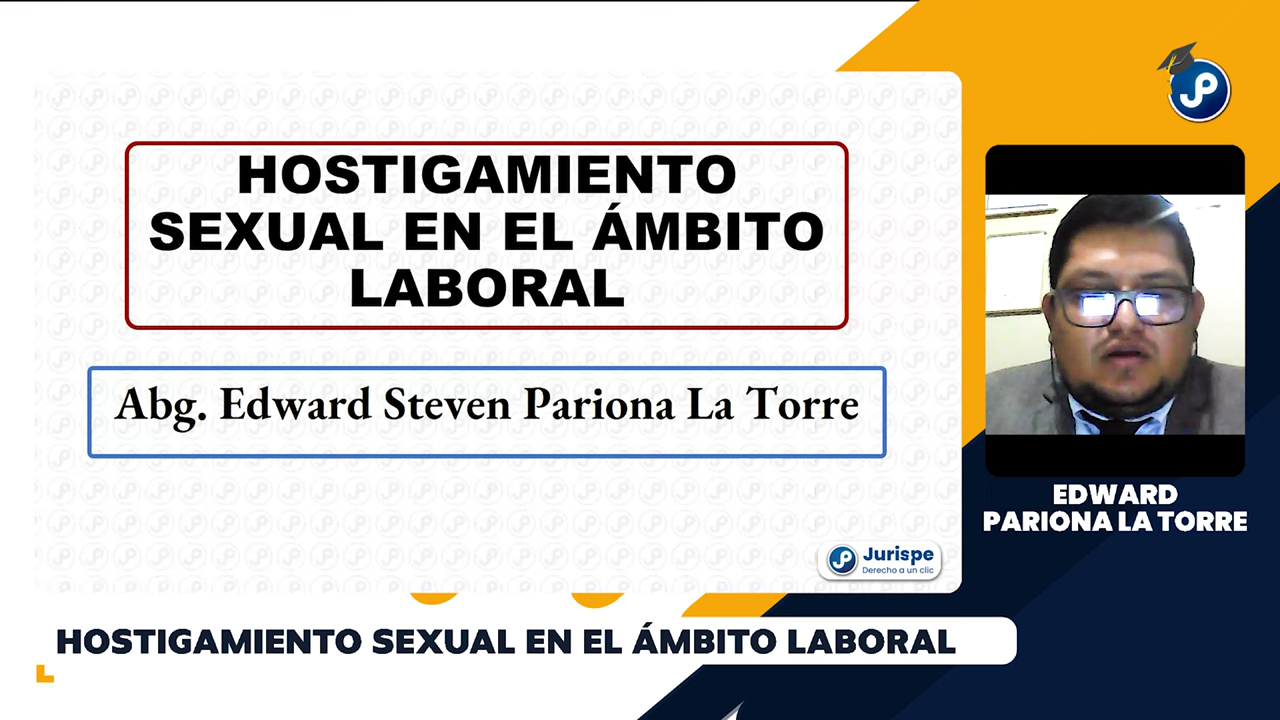 HOSTIGAMIENTO
SEXUAL EN EL ÁMBITO
LABORAL
Abg. Edward Steven Pariona La Torre
Jurispe
Derecho a un clic
JP
EDWARD
PARIONA LA TORRE
HOSTIGAMIENTO SEXUAL EN EL ÁMBITO LABORAL